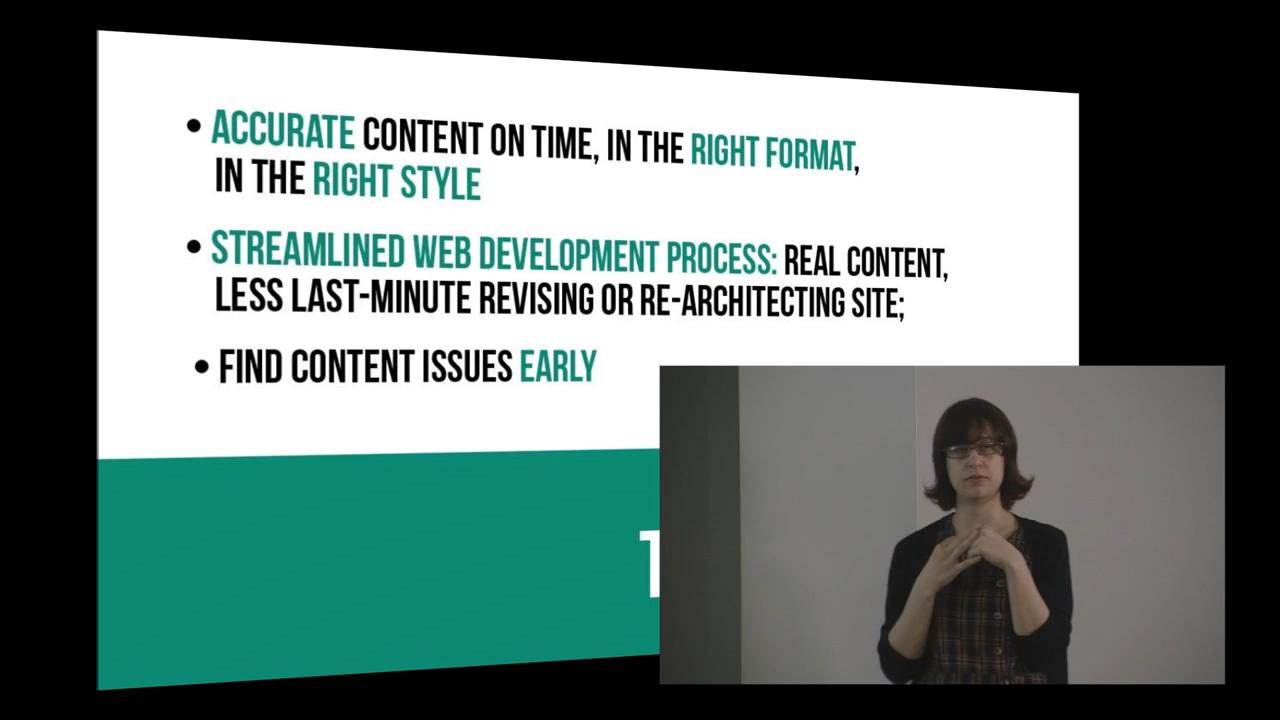 • ACCURATE CONTENT ON TIME, IN THE RIGHT FORMAT,
IN THE RIGHT STYLE
• STREAMLINED WEB DEVELOPMENT PROCESS: REAL CONTENT,
LESS LAST-MINUTE REVISING OR RE-ARCHITECTING SITE;
• FIND CONTENT ISSUES EARLY